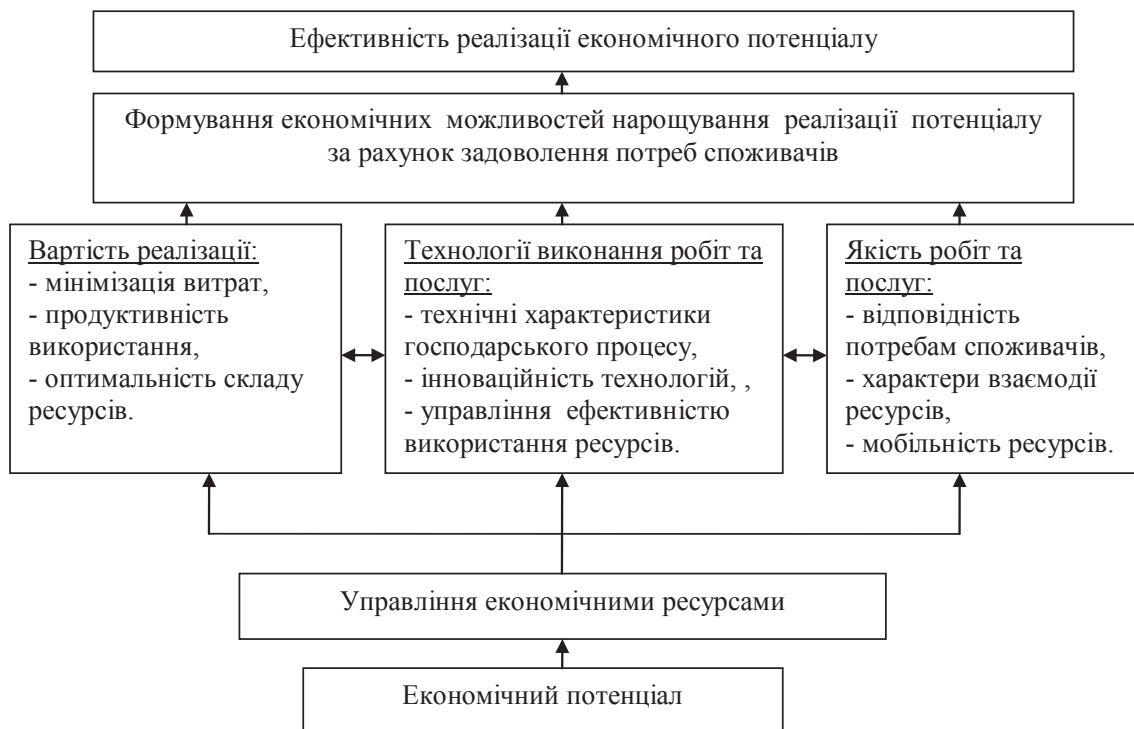 Ефективність реалізації економічного потенціалу
Формування економічних можливостей нарощування реалізації потенціалу
за рахунок задоволення потреб споживачів
Вартість реалізації:
- мінімізація витрат,
- продуктивність
використання,
- оптимальність складу
ресурсів.
Технології виконання робіт та
послуг:
- технічні характеристики
господарського процесу,
- інноваційність технологій, ,
- управління ефективністю
використання ресурсів.
Якість робіт та
послуг:
- відповідність
потребам споживачів,
- характери взаємодії
ресурсів,
- мобільність ресурсів.
Управління економічними ресурсами
Економічний потенціал